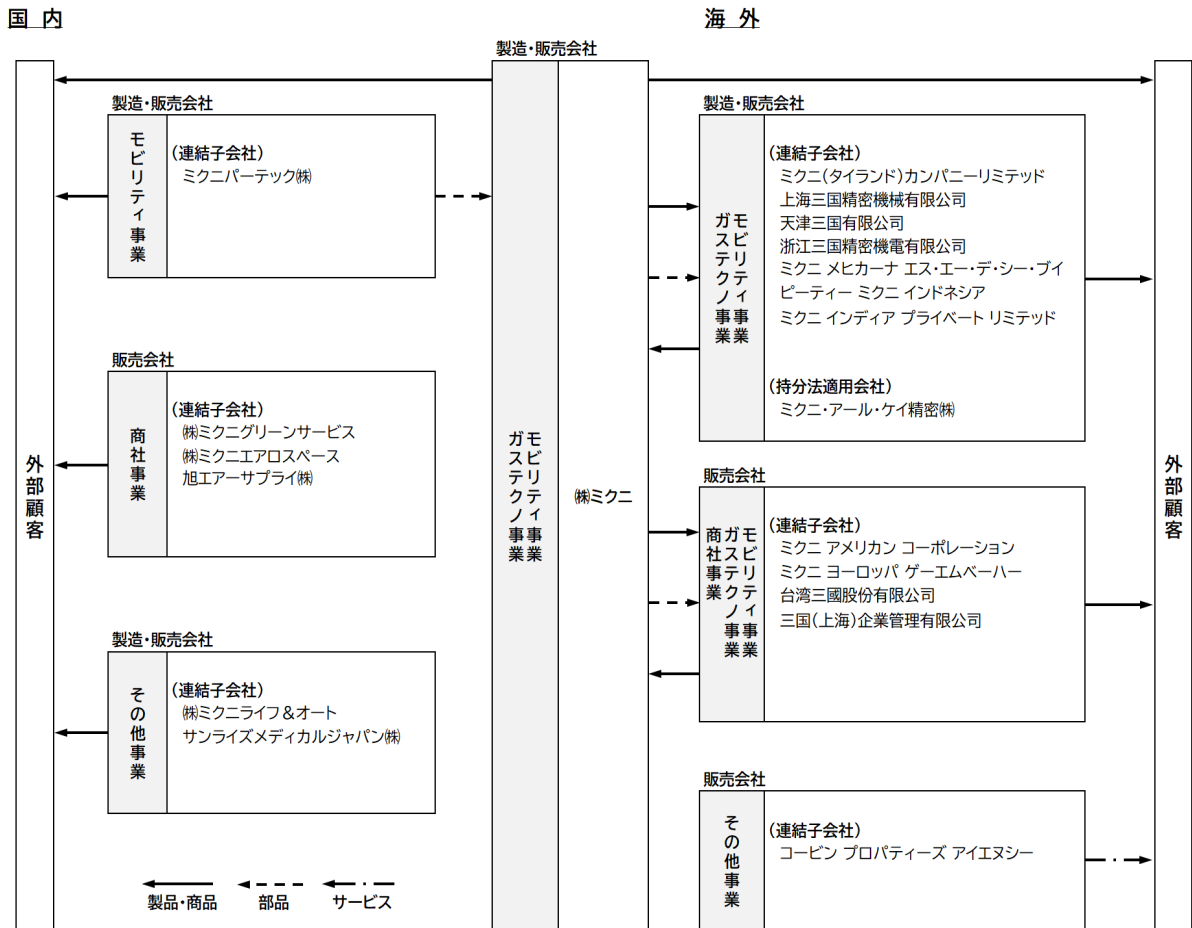 国 内
海 外
製造・販売会社
外部顧客
製造・販売会社
モビリティ事業
(連結子会社)
ミクニパーテック㈱
販売会社
商社事業
(連結子会社)
㈱ミクニグリーンサービス
㈱ミクニエアロスペース
旭エアーサプライ㈱
製造・販売会社
その他事業
(連結子会社)
㈱ミクニライフ&オート
サンライズメディカルジャパン㈱
製品・商品
部品
サービス
モビリティ事業
ガステクノ事業
㈱ミクニ
製造・販売会社
モビリティ事業
ガステクノ事業
(連結子会社)
ミクニ(タイランド)カンパニーリミテッド
上海三国精密機械有限公司
天津三国有限公司
浙江三国精密機電有限公司
ミクニ メヒカーナ エス・エー・デ・シー・ブイ
ピーティー ミクニ インドネシア
ミクニ インディア プライベート リミテッド
(持分法適用会社)
ミクニ・アール・ケイ精密㈱
販売会社
モビリティ事業
ガステクノ事業
商社事業
(連結子会社)
ミクニ アメリカン コーポレーション
ミクニ ヨーロッパ ゲーエムベーハー
台湾三國股份有限公司
三国(上海)企業管理有限公司
販売会社
その他事業
(連結子会社)
コービン プロパティーズ アイエヌシー
外部顧客